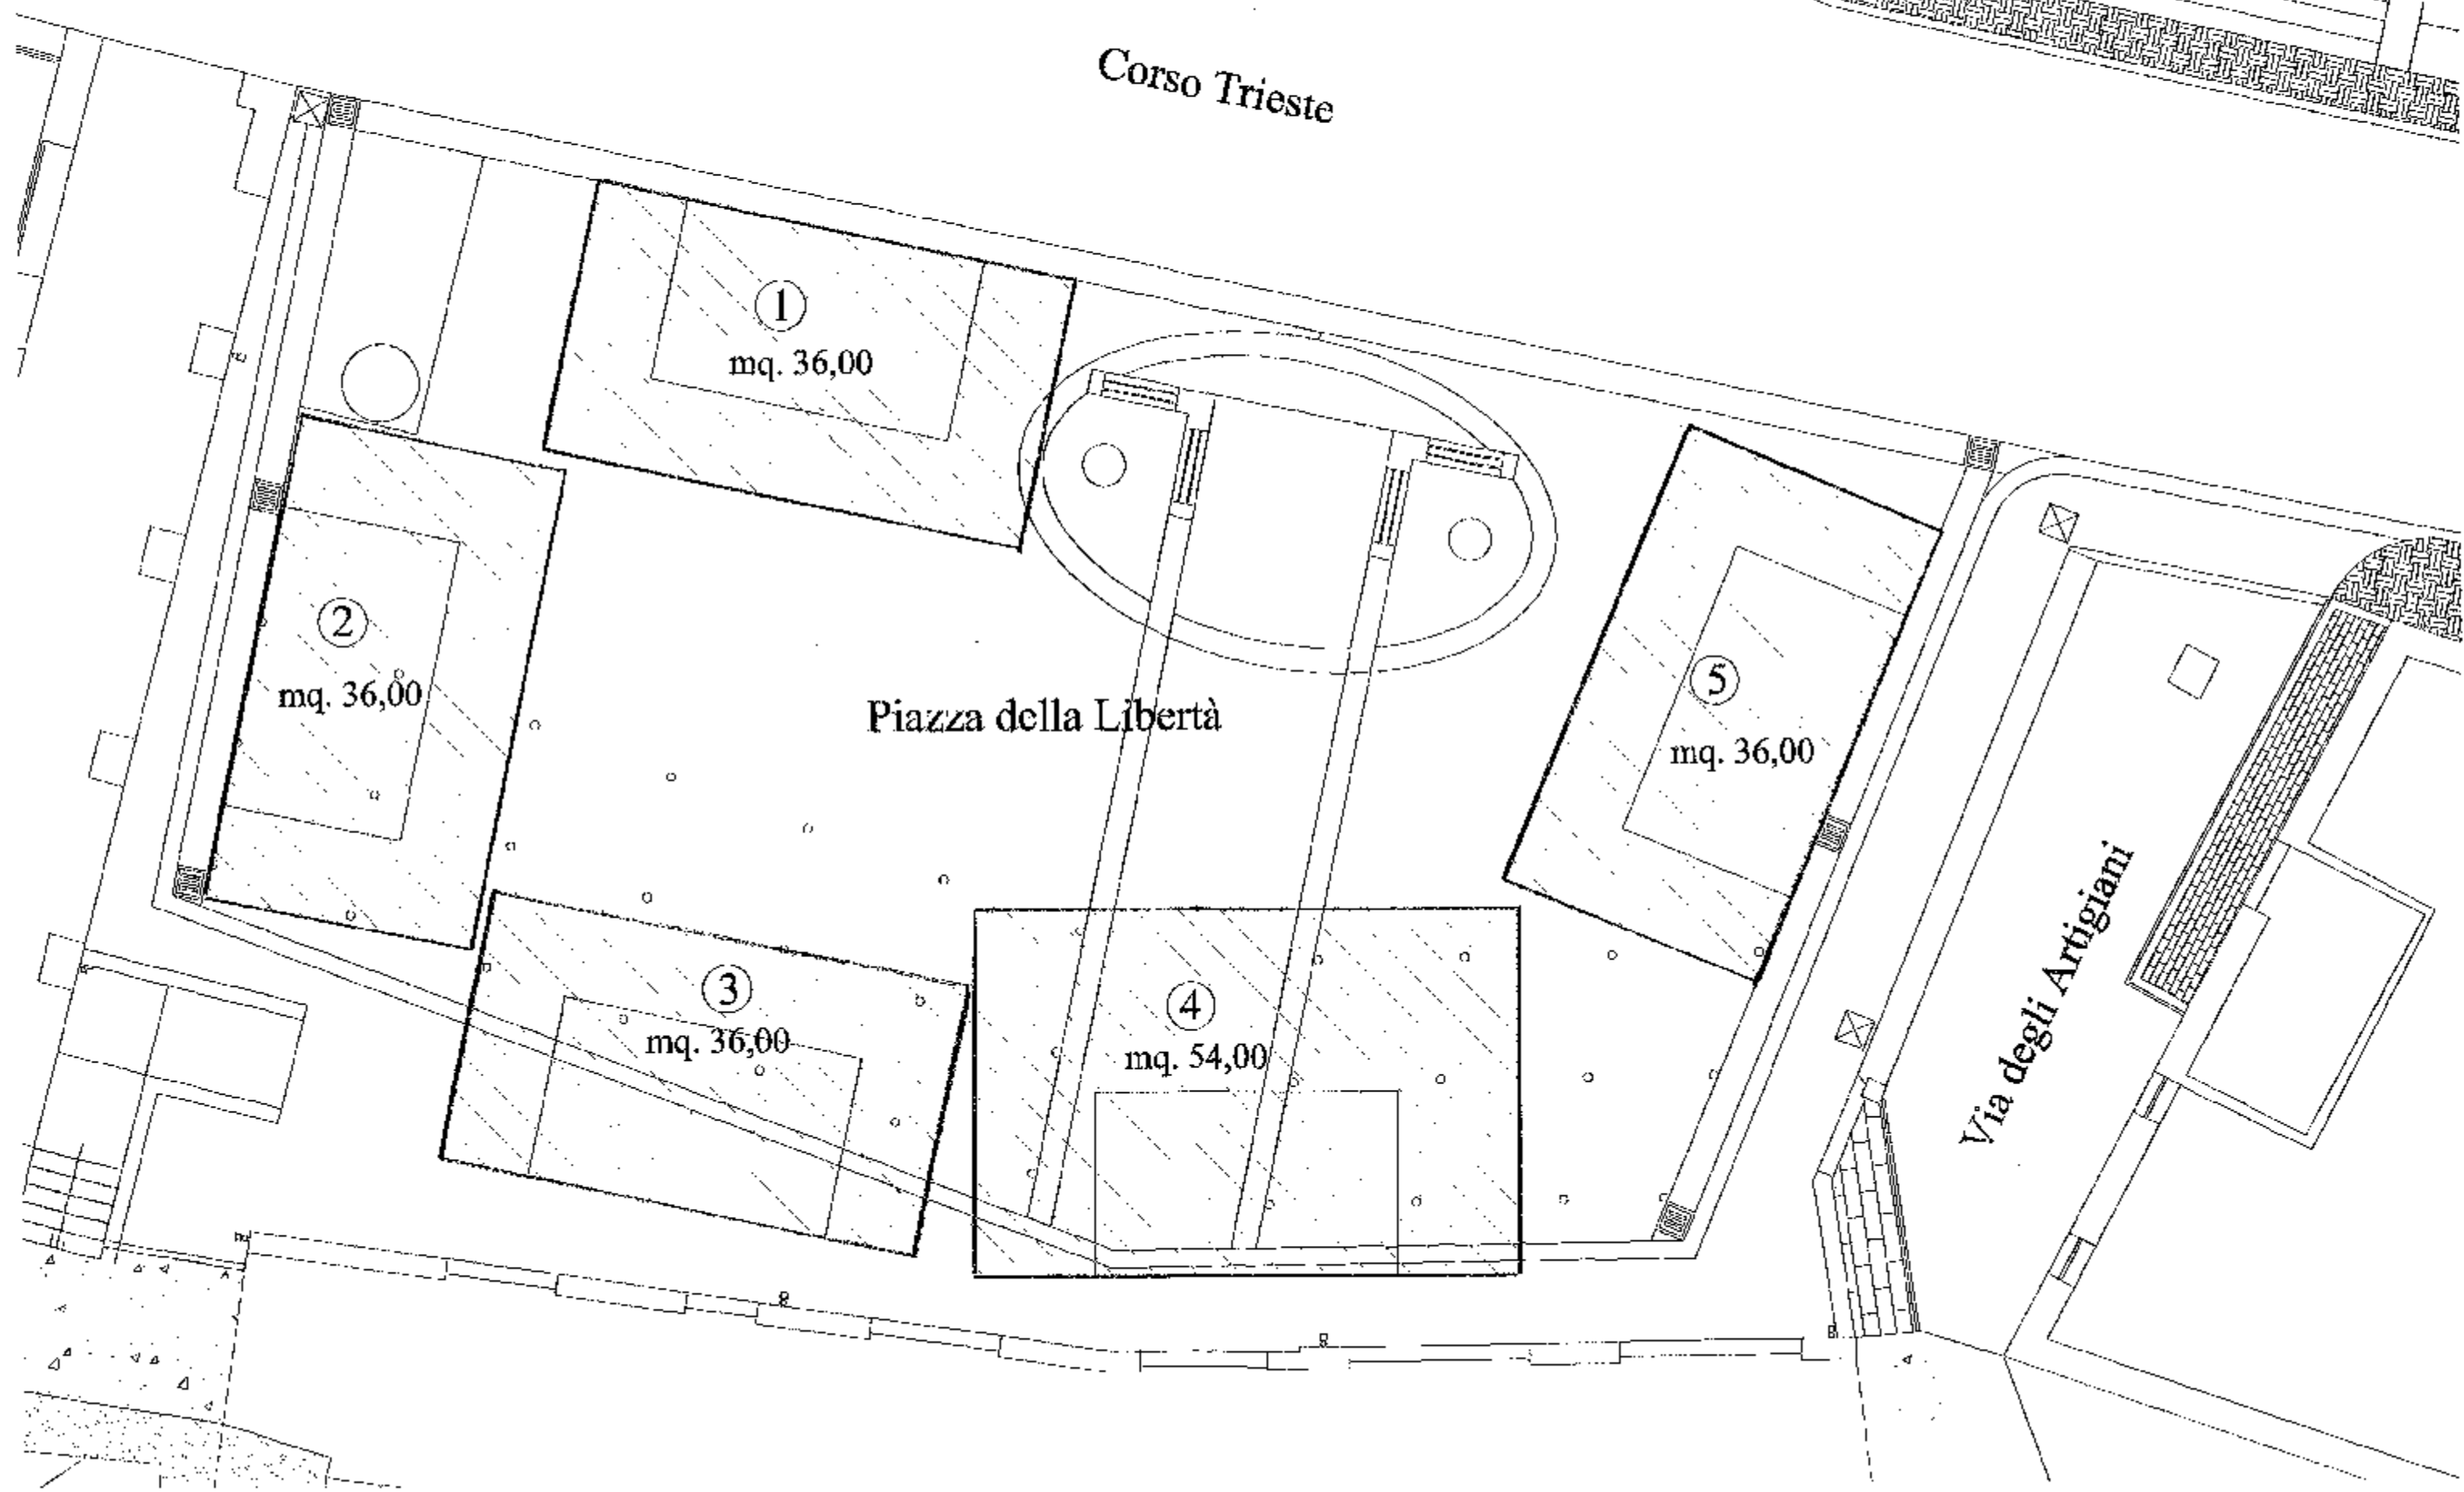 Corso Trieste
1
mq. 36,00
2
mq. 36,00
Piazza della Libertà
5
mq. 36,00
3
mq. 36,00
4
mq. 54,00
Via degli Artigiani